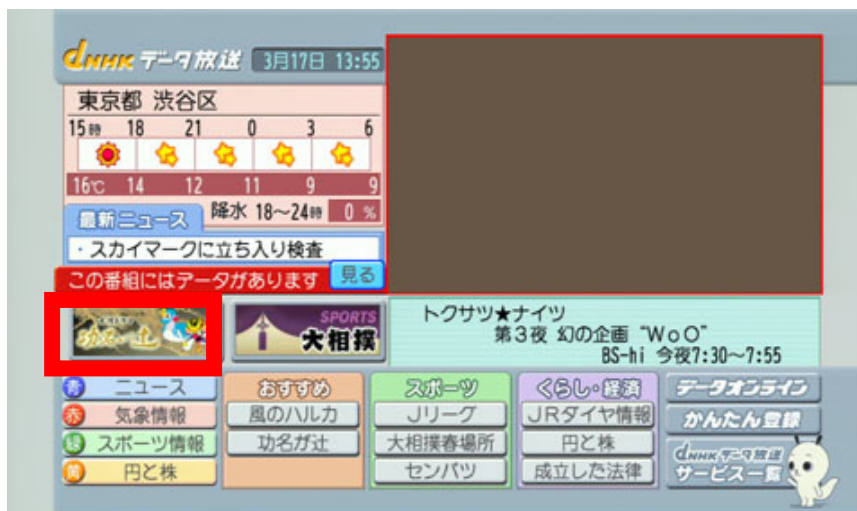 dNHK データ放送 3月17日 13:55
東京都 渋谷区
15時 18 21 0 3 6
16℃ 14 12 11 9 9
降水 18〜24時 0 %
最新ニュース
・スカイマークに立ち入り検査
この番組にはデータがあります 見る
功名が辻
SPORTS
大相撲
トクサツ★ナイツ
第3夜 幻の企画 “WoO”
BS-hi 今夜7:30〜7:55
青 ニュース
赤 気象情報
緑 スポーツ情報
黄 円と株
おすすめ
風のハルカ
功名が辻
スポーツ
Jリーグ
大相撲春場所
センバツ
くらし・経済
JRダイヤ情報
円と株
成立した法律
データオンライン
かんたん登録
dNHK データ放送
サービス一覧